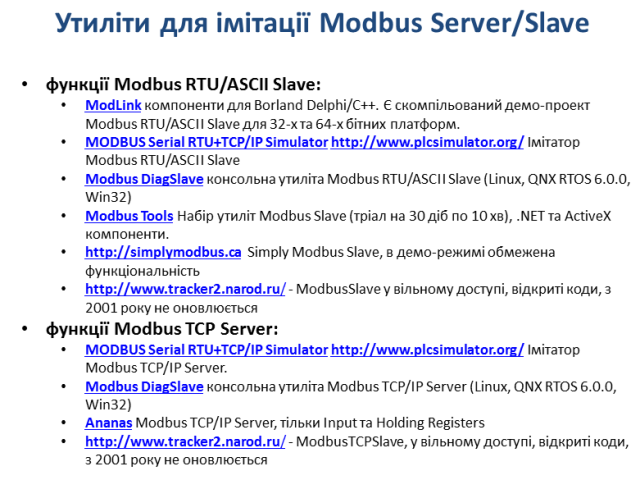 Утиліти для імітації Modbus Server/Slave
• функції Modbus RTU/ASCII Slave:
• ModLink компоненти для Borland Delphi/C++. Є скомпільований демо-проект
Modbus RTU/ASCII Slave для 32-х та 64-х бітних платформ.
• MODBUS Serial RTU+TCP/IP Simulator http://www.plcsimulator.org/ Імітатор
Modbus RTU/ASCII Slave
• Modbus DiagSlave консольна утиліта Modbus RTU/ASCII Slave (Linux, QNX RTOS 6.0.0,
Win32)
• Modbus Tools Набір утиліт Modbus Slave (тріал на 30 діб по 10 хв), .NET та ActiveX
компоненти.
• http://simplymodbus.ca Simply Modbus Slave, в демо-режимі обмежена
функціональність
• http://www.tracker2.narod.ru/ - ModbusSlave у вільному доступі, відкриті коди, з
2001 року не оновлюється
• функції Modbus TCP Server:
• MODBUS Serial RTU+TCP/IP Simulator http://www.plcsimulator.org/ Імітатор
Modbus TCP/IP Server.
• Modbus DiagSlave консольна утиліта Modbus TCP/IP Server (Linux, QNX RTOS 6.0.0,
Win32)
• Ananas Modbus TCP/IP Server, тільки Input та Holding Registers
• http://www.tracker2.narod.ru/ - ModbusTCPSlave, у вільному доступі, відкриті коди,
з 2001 року не оновлюється